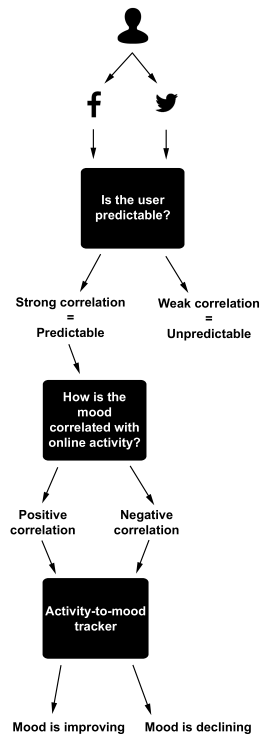 Is the user
predictable?
Strong correlation
=
Predictable
Weak correlation
=
Unpredictable
How is the
mood
correlated with
online activity?
Positive
correlation
Negative
correlation
Activity-to-mood
tracker
Mood is improving
Mood is declining